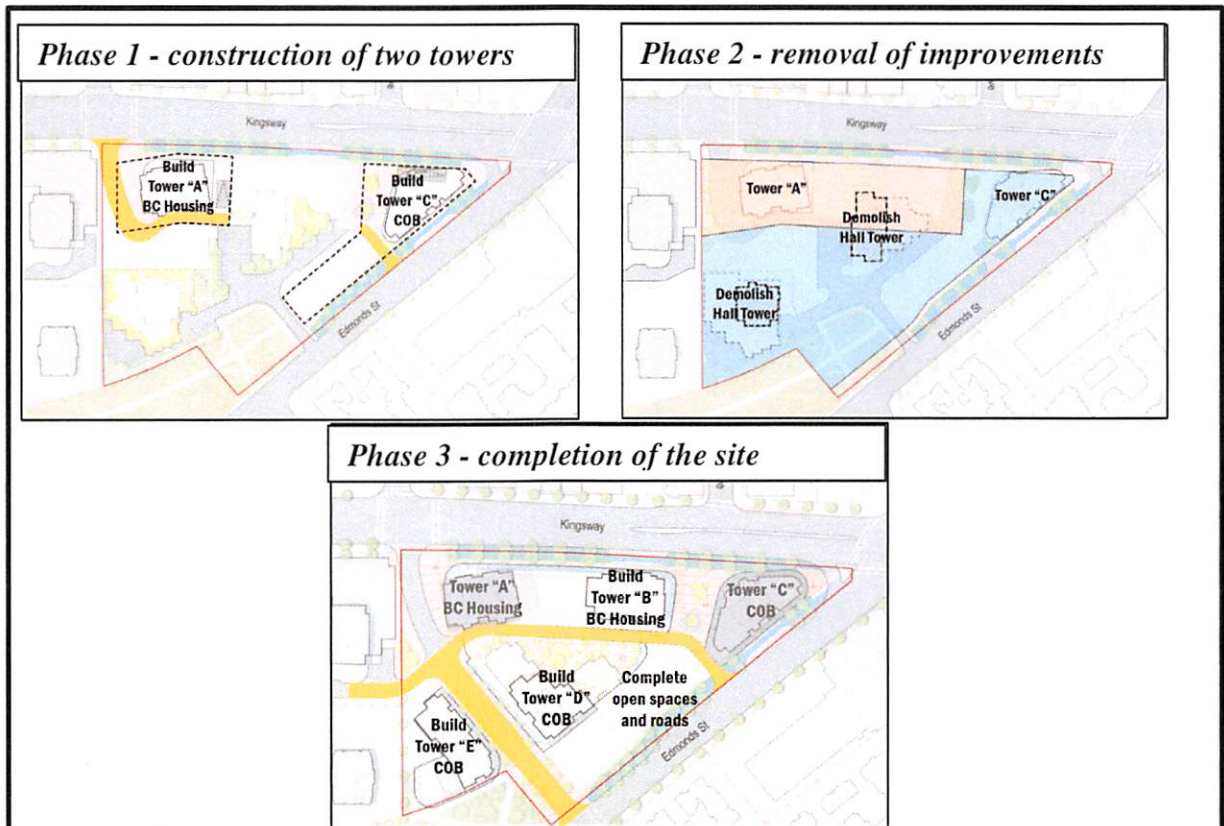 Phase 1 - construction of two towers
Kingsway
Build
Tower "A"
BC Housing
Build
Tower "C"
COB
Edmonds St
Phase 2 - removal of improvements
Kingsway
Tower "A"
Tower "C"
Demolish
Hall Tower
Demolish
Hall Tower
Edmonds St
Phase 3 - completion of the site
Kingsway
Tower "A"
BC Housing
Build
Tower "B"
BC Housing
Tower "C"
COB
Build
Tower "D"
COB
Complete
open spaces
and roads
Build
Tower "E"
COB
Edmonds St